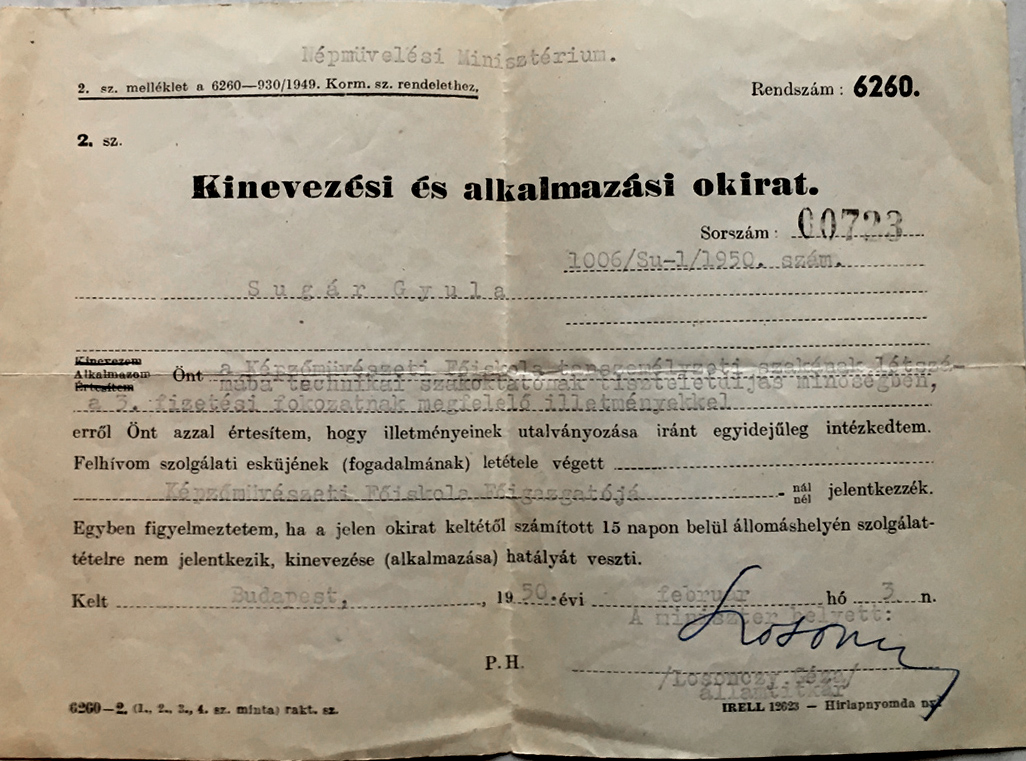 Népművelési Minisztérium.
2. sz. melléklet a 6260—930/1949. Korm. sz. rendelethez,
Rendszám: 6260.
2. sz.
Kinevezési és alkalmazási okirat.
Sorszám: 00723
1006/Su-1/1950. szám.
Sugár Gyula
Kinevezem
Alkalmazom
Értesítem
Önt a Képzőművészeti Főiskola tanszemélyzeti szakának létszá-
mába technikai szakoktatónak tiszteletdíjas minőségben,
a 3. fizetési fokozatnak megfelelő illetményekkel
erről Önt azzal értesítem, hogy illetményeinek utalványozása iránt egyidejűleg intézkedtem.
Felhívom szolgálati esküjének (fogadalmának) letétele végett
Képzőművészeti Főiskola Főigazgatójá - nál
nél jelentkezzék.
Egyben figyelmeztetem, ha a jelen okirat keltétől számított 15 napon belül állomáshelyén szolgálat-
tételre nem jelentkezik, kinevezése (alkalmazása) hatályát veszti.
Kelt Budapest, , 1950. évi február hó 3 n.
A miniszter helyett:
Losonczy
P. H.
/Losonczy Géza/
államtitkár
6260—2. (1., 2., 3., 4. sz. minta) rakt. sz.
IRELL 12623 — Hírlapnyomda